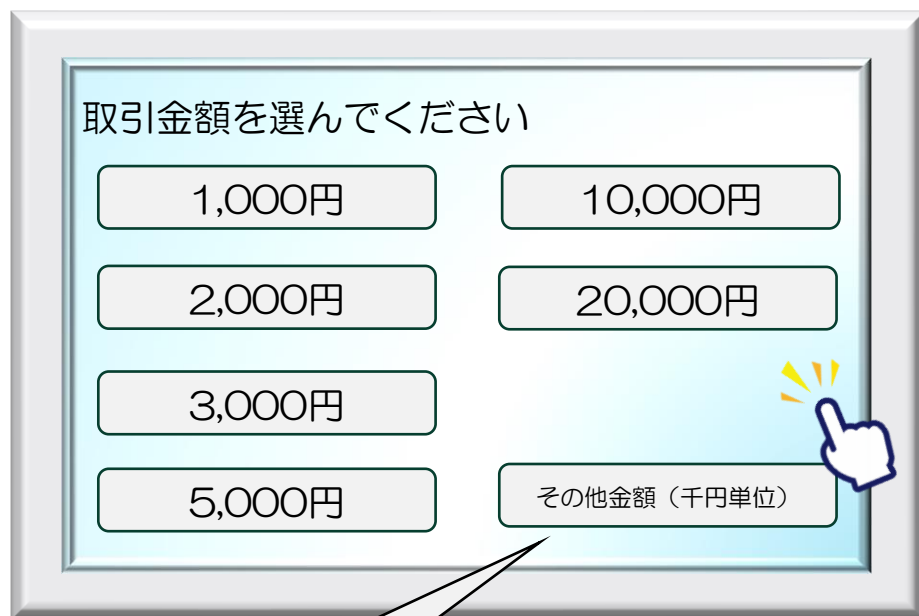 取引金額を選んでください
1,000円
10,000円
2,000円
20,000円
3,000円
5,000円
その他金額（千円単位）